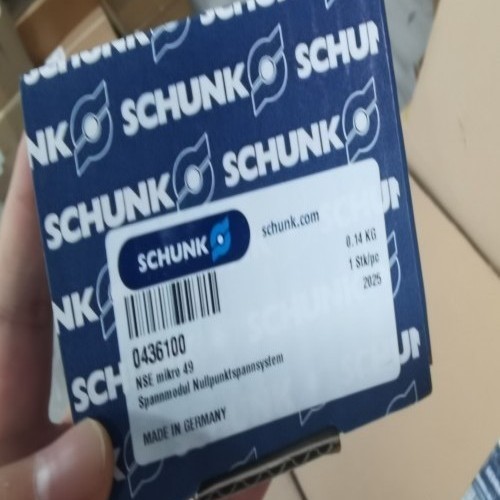 SCHUNK
SCHUNK
SCHUNK
SCHUNK
SCHUNK
schunk.com
0.14 KG
1 Stk/pc
2025
0436100
NSE mikro 49
Spannmodul Nullpunktspannsystem
MADE IN GERMANY